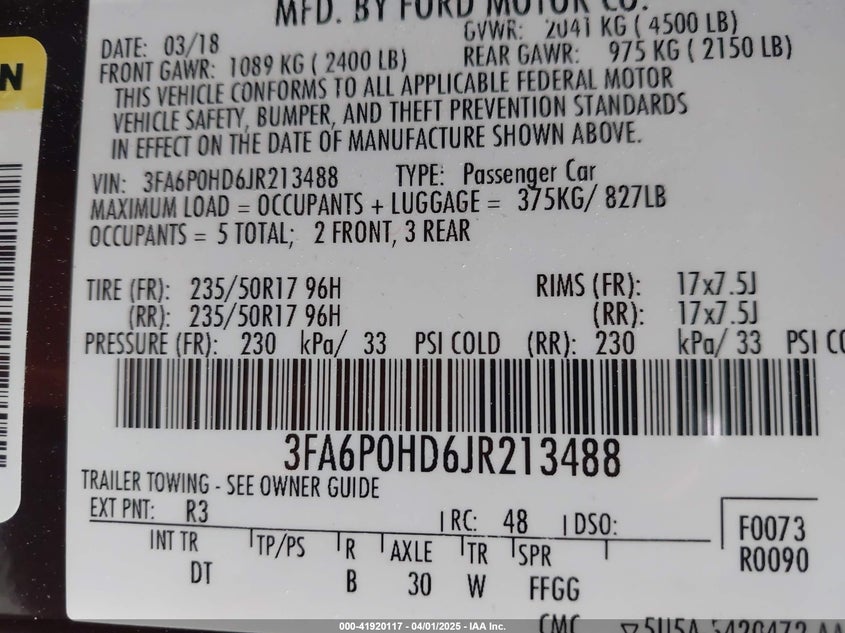 N
MFD. BY FORD MOTOR CO.
DATE: 03/18 GVWR: 2041 KG ( 4500 LB)
FRONT GAWR: 1089 KG ( 2400 LB) REAR GAWR: 975 KG ( 2150 LB)
THIS VEHICLE CONFORMS TO ALL APPLICABLE FEDERAL MOTOR
VEHICLE SAFETY, BUMPER, AND THEFT PREVENTION STANDARDS
IN EFFECT ON THE DATE OF MANUFACTURE SHOWN ABOVE.
VIN: 3FA6P0HD6JR213488 TYPE: Passenger Car
MAXIMUM LOAD = OCCUPANTS + LUGGAGE = 375KG/ 827LB
OCCUPANTS = 5 TOTAL; 2 FRONT, 3 REAR
TIRE (FR): 235/50R17 96H RIMS (FR): 17x7.5J
(RR): 235/50R17 96H (RR): 17x7.5J
PRESSURE (FR): 230 kPa/ 33 PSI COLD (RR): 230 kPa/ 33 PSI CO
3FA6P0HD6JR213488
TRAILER TOWING - SEE OWNER GUIDE
EXT PNT: R3 RC: 48 DSO: F0073
INT TR TP/PS R AXLE TR SPR R0090
DT B 30 W FFGG
CMC
000-41920117 - 04/01/2025 - IAA Inc.